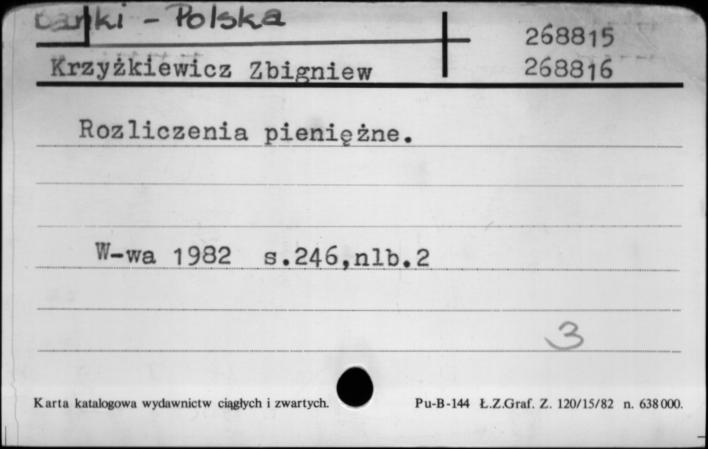 Banki - Polska
268815
Krzyżkiewicz Zbigniew 268816
Rozliczenia pieniężne.
W-wa 1982 s.246,nlb.2
3
Karta katalogowa wydawnictw ciągłych i zwartych. Pu-B-144 Ł.Z.Graf. Z. 120/15/82 n. 638000.